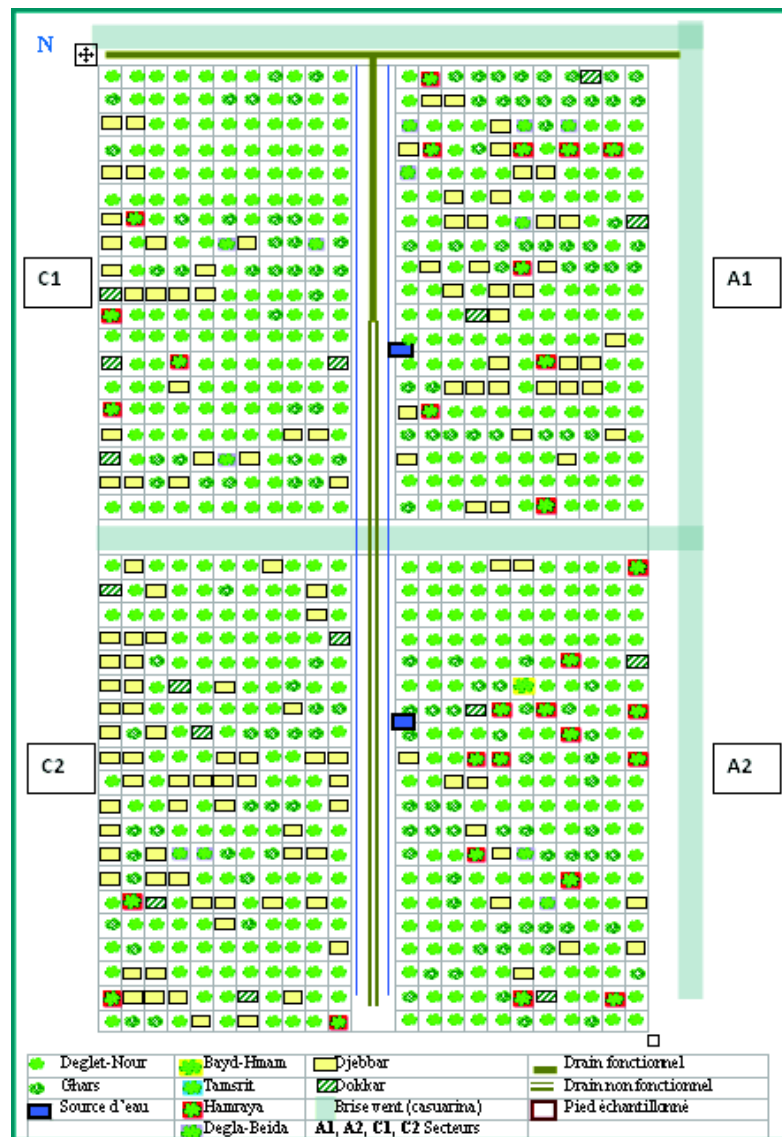 N
C1
A1
C2
A2
Deglet-Nour Bayd-Hmam Djebbar Drain fonctionnel
Ghars Tamsrit Dokkar Drain non fonctionnel
Source d'eau Hamraya Brise vent (casuarina) Pied échantillonné
Degla-Beida A1, A2, C1, C2 Secteurs